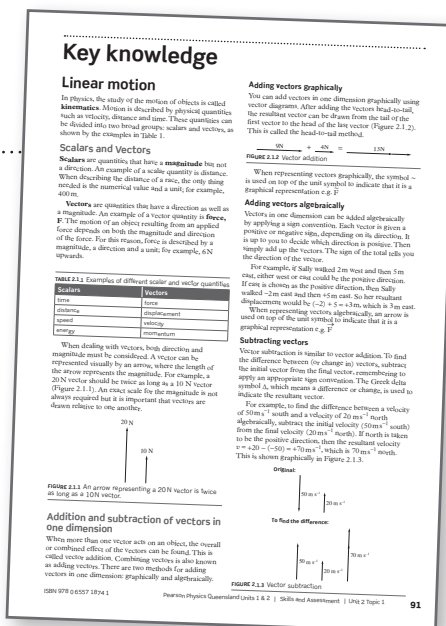 Key knowledge
Linear motion
In physics, the study of the motion of objects is called
kinematics. Motion is described by physical quantities
such as velocity, distance and time. These quantities can
be divided into two broad groups: scalars and vectors, as
shown by the examples in Table 1.
Scalars and Vectors
Scalars are quantities that have a magnitude but not
a direction. An example of a scalar quantity is distance.
When describing the distance of a race, the only thing
needed is the numerical value and a unit; for example,
400 m.
Vectors are quantities that have a direction as well as
a magnitude. An example of a vector quantity is force,
F. The motion of an object resulting from an applied
force depends on both the magnitude and direction
of the force. For this reason, force is described by a
magnitude, a direction and a unit; for example, 6N
upwards.
TABLE 2.1.1 Examples of different scalar and vector quantities
Scalars Vectors
time force
distance displacement
speed velocity
energy momentum
When dealing with vectors, both direction and
magnitude must be considered. A vector can be
represented visually by an arrow, where the length of
the arrow represents the magnitude. For example, a
20 N vector should be twice as long as a 10 N vector
(Figure 2.1.1). An exact scale for the magnitude is not
always required but it is important that vectors are
drawn relative to one another.
20 N
10 N
FIGURE 2.1.1 An arrow representing a 20 N vector is twice
as long as a 10 N vector.
Addition and subtraction of vectors in
one dimension
When more than one vector acts on an object, the overall
or combined effect of the vectors can be found. This is
called vector addition. Combining vectors is also known
as adding vectors. There are two methods for adding
vectors in one dimension: graphically and algebraically.
Adding vectors graphically
You can add vectors in one dimension graphically using
vector diagrams. After adding the vectors head-to-tail,
the resultant vector can be drawn from the tail of the
first vector to the head of the last vector (Figure 2.1.2).
This is called the head-to-tail method.
9N + 4N = 13N
FIGURE 2.1.2 Vector addition
When representing vectors graphically, the symbol ~
is used on top of the unit symbol to indicate that it is a
graphical representation e.g. F
Adding vectors algebraically
Vectors in one dimension can be added algebraically
by applying a sign convention. Each vector is given a
positive or negative sign, depending on its direction. It
is up to you to decide which direction is positive. Then
simply add up the vectors. The sign of the total tells you
the direction of the vector.
For example, if Sally walked 2m west and then 5m
east, either west or east could be the positive direction.
If east is chosen as the positive direction, then Sally
walked −2m east and then +5m east. So her resultant
displacement would be (−2) + 5 = +3m, which is 3m east.
When representing vectors algebraically, an arrow is
used on top of the unit symbol to indicate that it is a
graphical representation e.g. F⃗
Subtracting vectors
Vector subtraction is similar to vector addition. To find
the difference between (or change in) vectors, subtract
the initial vector from the final vector, remembering to
apply an appropriate sign convention. The Greek delta
symbol Δ, which means a difference or change, is used to
indicate the resultant vector.
For example, to find the difference between a velocity
of 50 m s⁻¹ south and a velocity of 20 m s⁻¹ north
algebraically, subtract the initial velocity (50 m s⁻¹ south)
from the final velocity (20 m s⁻¹ north). If north is taken
to be the positive direction, then the resultant velocity
v = +20 − (−50) = +70 m s⁻¹, which is 70 m s⁻¹ north.
This is shown graphically in Figure 2.1.3.
Original:
50 m s⁻¹
20 m s⁻¹
To find the difference:
50 m s⁻¹
20 m s⁻¹
70 m s⁻¹
FIGURE 2.1.3 Vector subtraction
ISBN 978 0 6557 1874 1
Pearson Physics Queensland Units 1 & 2 | Skills and Assessment | Unit 2 Topic 1
91